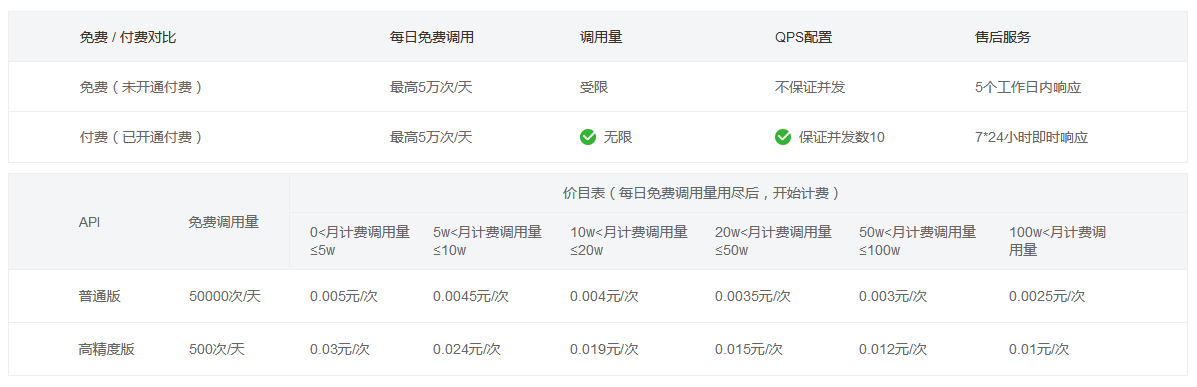 免费 / 付费对比 每日免费调用 调用量 QPS配置 售后服务
免费（未开通付费） 最高5万次/天 受限 不保证并发 5个工作日内响应
付费（已开通付费） 最高5万次/天 无限 保证并发数10 7*24小时即时响应
价目表（每日免费调用量用尽后，开始计费）
API 免费调用量
0<月计费调用量 5w<月计费调用量 10w<月计费调用量 20w<月计费调用量 50w<月计费调用量 100w<月计费调
≤5w ≤10w ≤20w ≤50w ≤100w 用量
普通版 50000次/天 0.005元/次 0.0045元/次 0.004元/次 0.0035元/次 0.003元/次 0.0025元/次
高精度版 500次/天 0.03元/次 0.024元/次 0.019元/次 0.015元/次 0.012元/次 0.01元/次